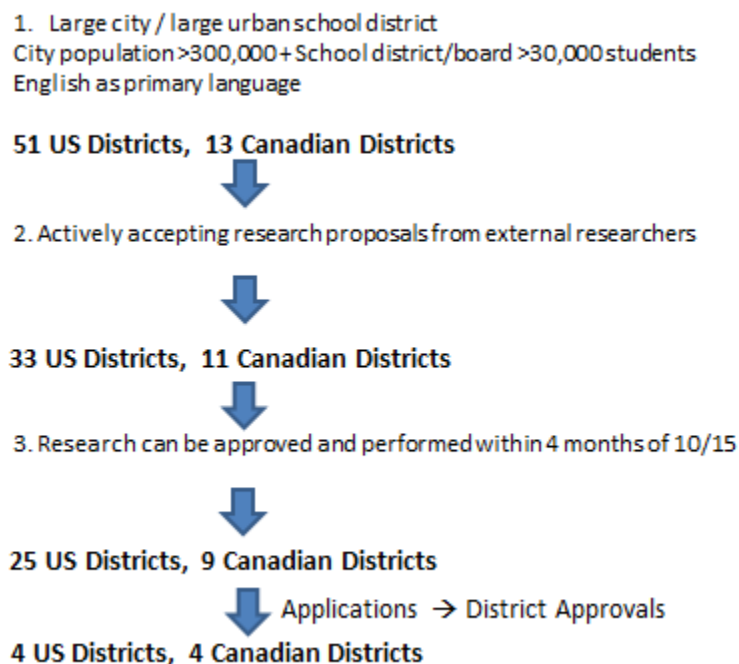 1. Large city / large urban school district
City population >300,000 + School district/board >30,000 students
English as primary language
51 US Districts, 13 Canadian Districts
2. Actively accepting research proposals from external researchers
33 US Districts, 11 Canadian Districts
3. Research can be approved and performed within 4 months of 10/15
25 US Districts, 9 Canadian Districts
Applications → District Approvals
4 US Districts, 4 Canadian Districts